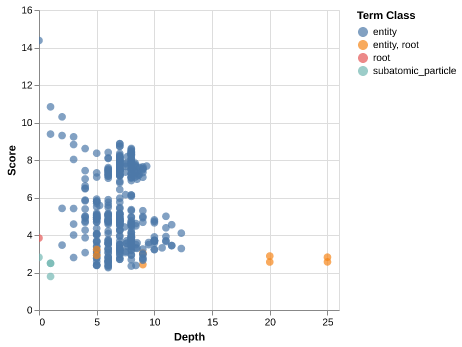 16
14
12
10
8
6
4
2
0
Score
0 5 10 15 20 25
Depth
Term Class
entity
entity, root
root
subatomic_particle